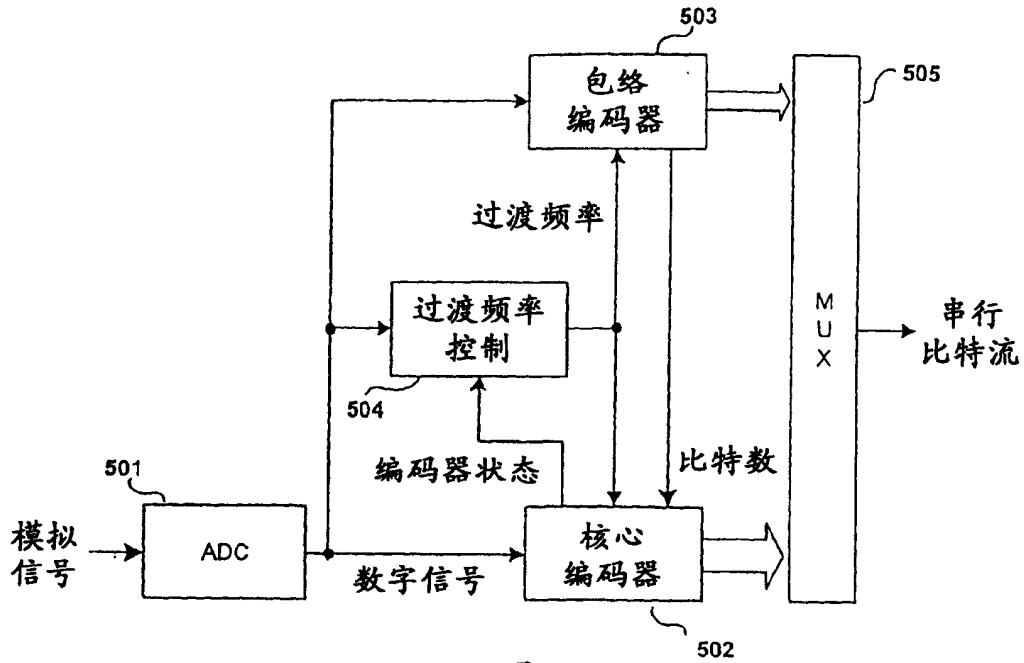 503
包络
编码器
505
过渡频率
过渡频率
控制
504
M
U
X
串行
比特流
编码器状态
比特数
501
模拟
信号
ADC
数字信号
核心
编码器
502